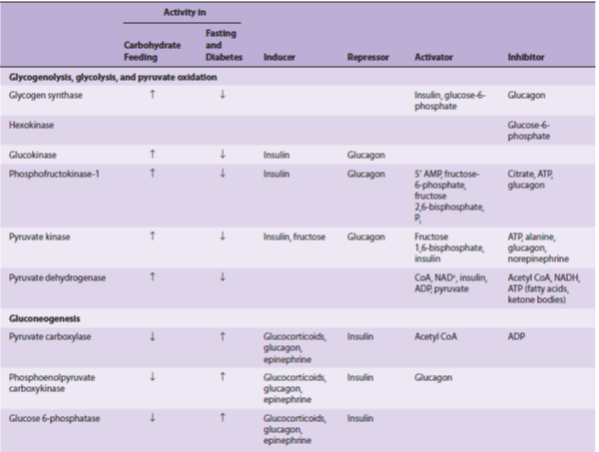 Activity in
Carbohydrate Feeding Fasting and Diabetes Inducer Repressor Activator Inhibitor
Glycogenolysis, glycolysis, and pyruvate oxidation
Glycogen synthase ↑ ↓ Insulin, glucose-6-phosphate Glucagon
Hexokinase Glucose-6-phosphate
Glucokinase ↑ ↓ Insulin Glucagon
Phosphofructokinase-1 ↑ ↓ Insulin Glucagon 5' AMP, fructose-6-phosphate, fructose 2,6-bisphosphate, Pi Citrate, ATP, glucagon
Pyruvate kinase ↑ ↓ Insulin, fructose Glucagon Fructose 1,6-bisphosphate, insulin ATP, alanine, glucagon, norepinephrine
Pyruvate dehydrogenase ↑ ↓ CoA, NAD+, insulin, ADP, pyruvate Acetyl CoA, NADH, ATP (fatty acids, ketone bodies)
Gluconeogenesis
Pyruvate carboxylase ↓ ↑ Glucocorticoids, glucagon, epinephrine Insulin Acetyl CoA ADP
Phosphoenolpyruvate carboxykinase ↓ ↑ Glucocorticoids, glucagon, epinephrine Insulin Glucagon
Glucose 6-phosphatase ↓ ↑ Glucocorticoids, glucagon, epinephrine Insulin